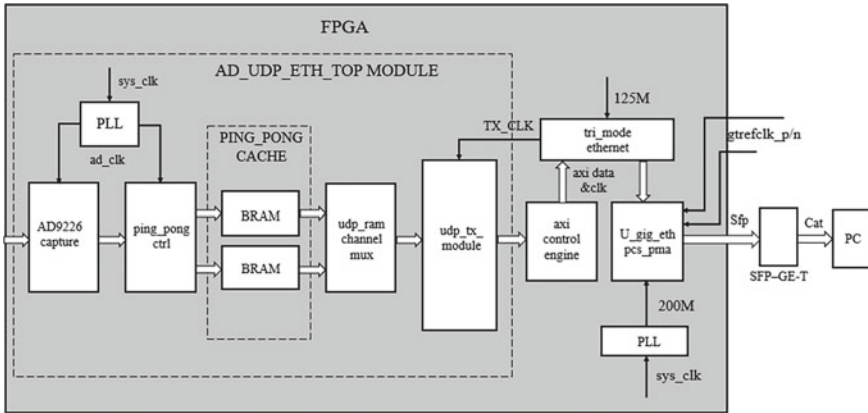 FPGA
AD_UDP_ETH_TOP MODULE
sys_clk
PLL
ad_clk
PING_PONG
CACHE
AD9226
capture
ping_pong
ctrl
BRAM
BRAM
udp_ram
channel
mux
udp_tx_
module
TX_CLK
125M
tri_mode
ethernet
axi data
&clk
axi
control
engine
gtrefclk_p/n
U_gig_eth
pcs_pma
Sfp
SFP-GE-T
Cat
PC
200M
PLL
sys_clk